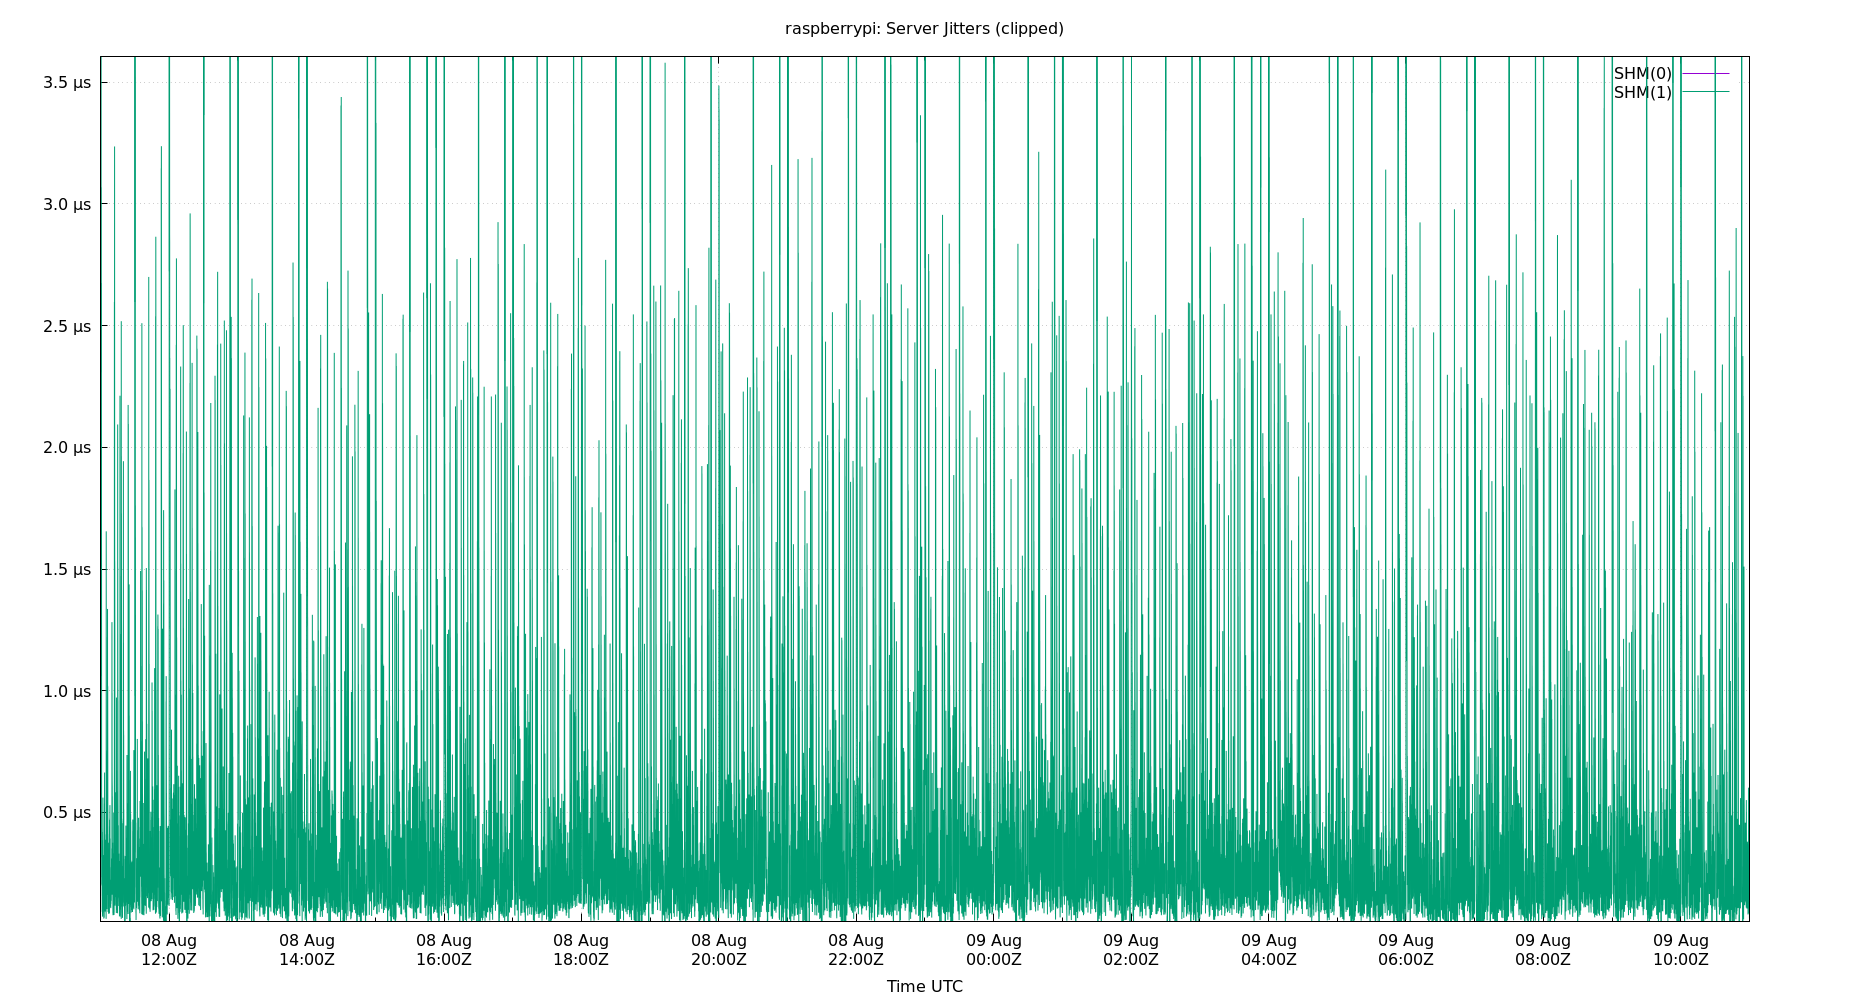 raspberrypi: Server Jitters (clipped)
SHM(0)
SHM(1)
3.5 µs
3.0 µs
2.5 µs
2.0 µs
1.5 µs
1.0 µs
0.5 µs
08 Aug 08 Aug 08 Aug 08 Aug 08 Aug 08 Aug 09 Aug 09 Aug 09 Aug 09 Aug 09 Aug 09 Aug
12:00Z 14:00Z 16:00Z 18:00Z 20:00Z 22:00Z 00:00Z 02:00Z 04:00Z 06:00Z 08:00Z 10:00Z
Time UTC